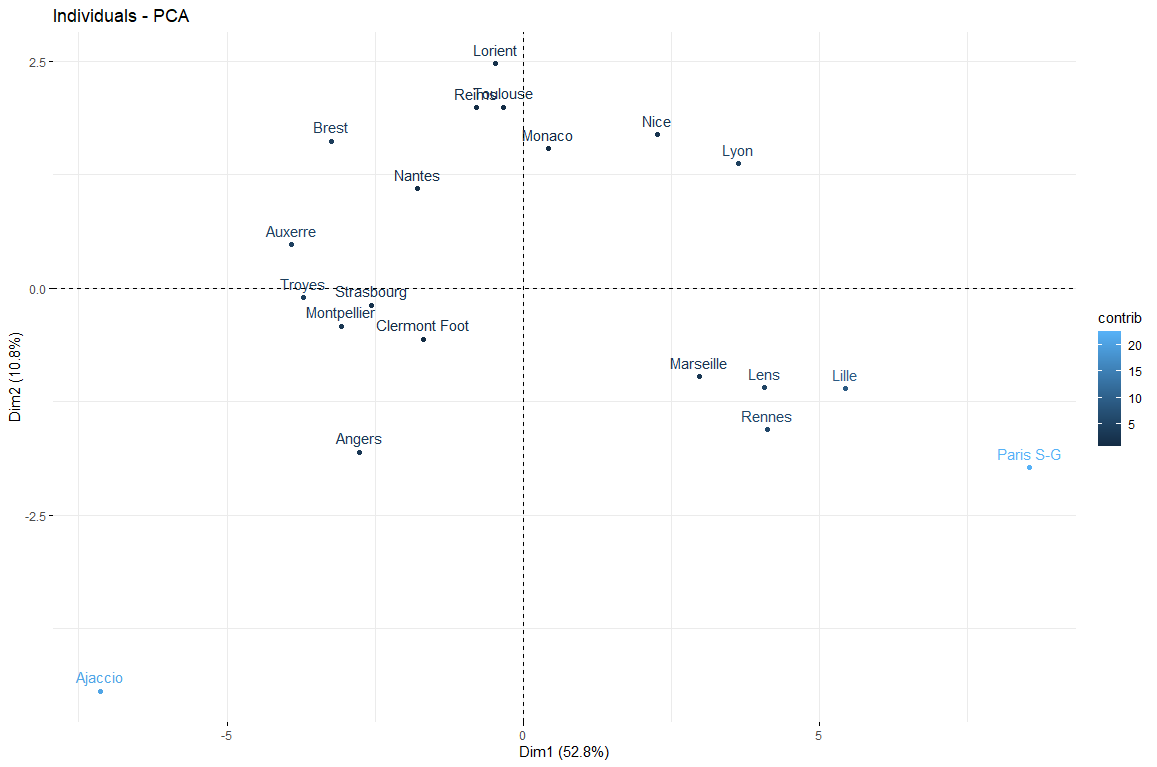 Individuals - PCA
Lorient
2.5
Reims
Toulouse
Brest
Monaco
Nice
Lyon
Nantes
Auxerre
Troyes
0.0
Strasbourg
Montpellier
Clermont Foot
contrib
20
15
10
5
Dim2 (10.8%)
Marseille
Lens
Lille
Rennes
Angers
Paris S-G
-2.5
Ajaccio
-5
0
5
Dim1 (52.8%)